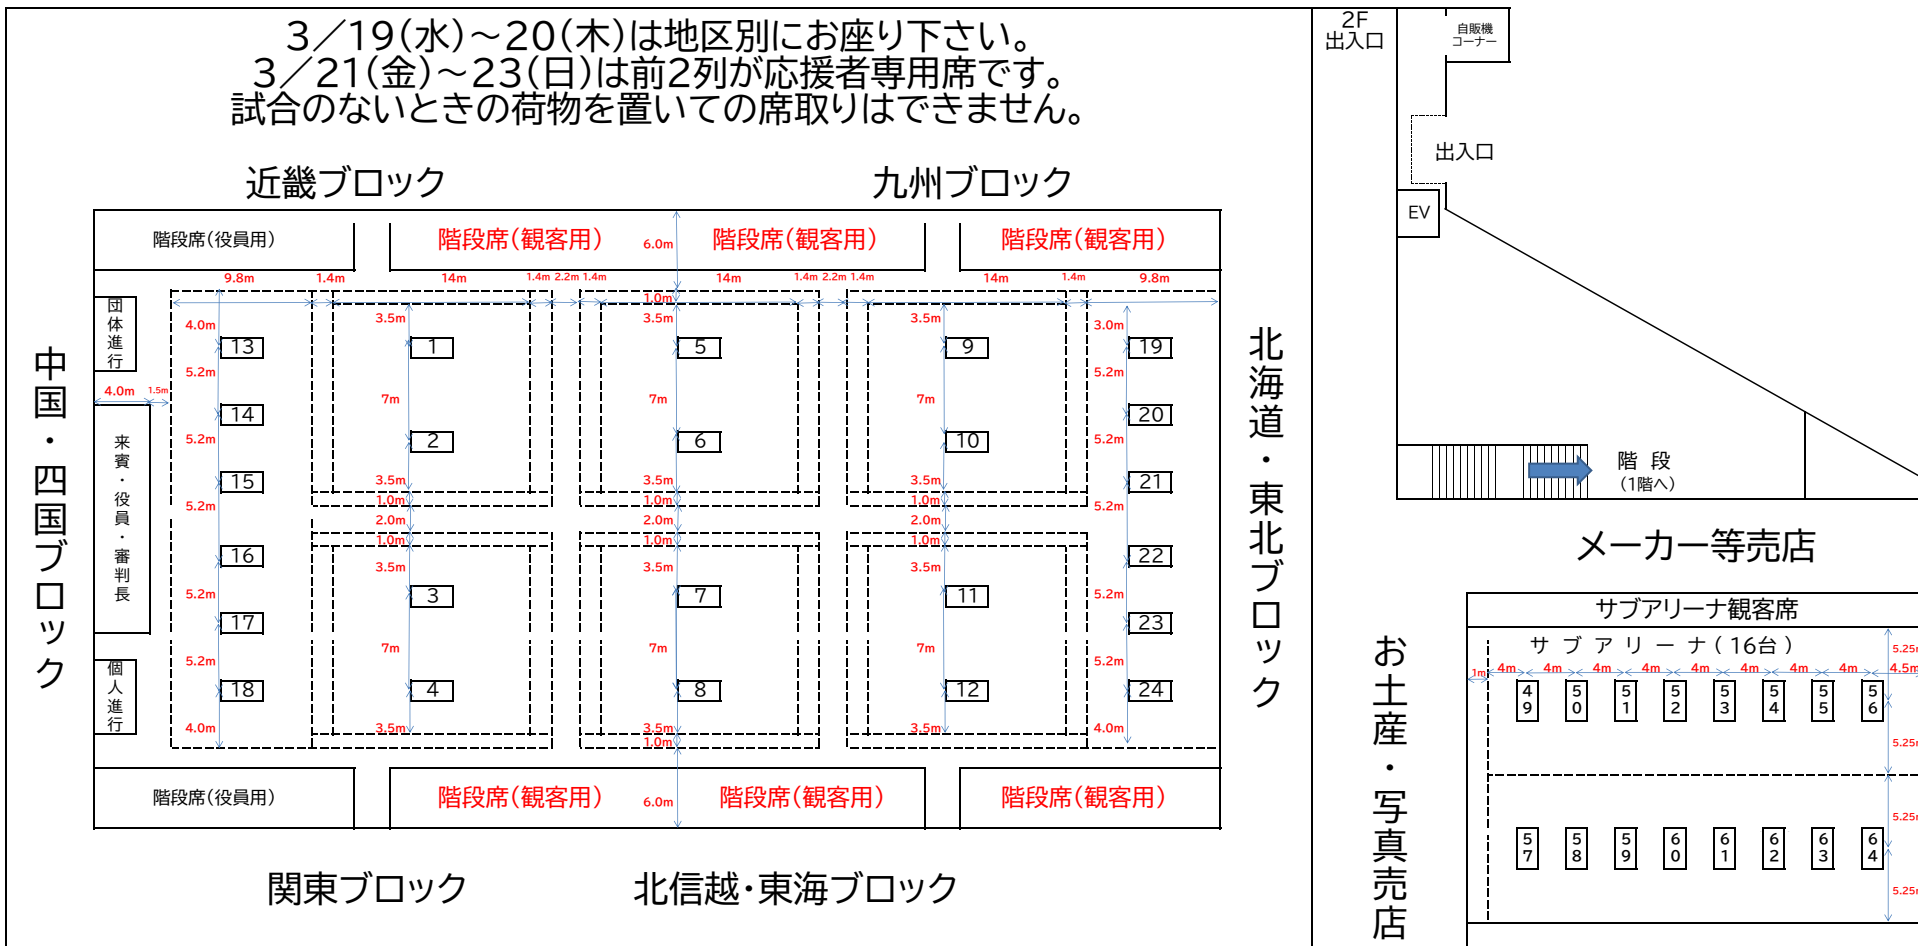 3／19(水)～20(木)は地区別にお座り下さい。
3／21(金)～23(日)は前2列が応援者専用席です。
試合のないときの荷物を置いての席取りはできません。
近畿ブロック
九州ブロック
階段席(役員用)
階段席(観客用)
6.0m
階段席(観客用)
階段席(観客用)
9.8m
1.4m
14m
1.4m 2.2m 1.4m
14m
1.4m 2.2m 1.4m
14m
1.4m
9.8m
中国・四国ブロック
団体進行
4.0m
1.5m
来賓・役員・審判長
個人進行
4.0m
13
5.2m
14
5.2m
15
5.2m
16
5.2m
17
5.2m
18
4.0m
3.5m
1
7m
2
3.5m
1.0m
2.0m
1.0m
3.5m
3
7m
4
3.5m
1.0m
3.5m
5
7m
6
3.5m
1.0m
2.0m
1.0m
3.5m
7
7m
8
3.5m
1.0m
3.5m
9
7m
10
3.5m
1.0m
2.0m
1.0m
3.5m
11
7m
12
3.5m
3.0m
19
5.2m
20
5.2m
21
5.2m
22
5.2m
23
5.2m
24
4.0m
北海道・東北ブロック
階段席(役員用)
階段席(観客用)
6.0m
階段席(観客用)
階段席(観客用)
関東ブロック
北信越・東海ブロック
2F
出入口
自販機
コーナー
出入口
EV
階 段
(1階へ)
メーカー等売店
お土産・写真売店
サブアリーナ観客席
サ ブ ア リ ー ナ ( 16台 )
5.25m
1m
4m
4m
4m
4m
4m
4m
4m
4m
4.5m
49
50
51
52
53
54
55
56
5.25m
5.25m
57
58
59
60
61
62
63
64
5.25m